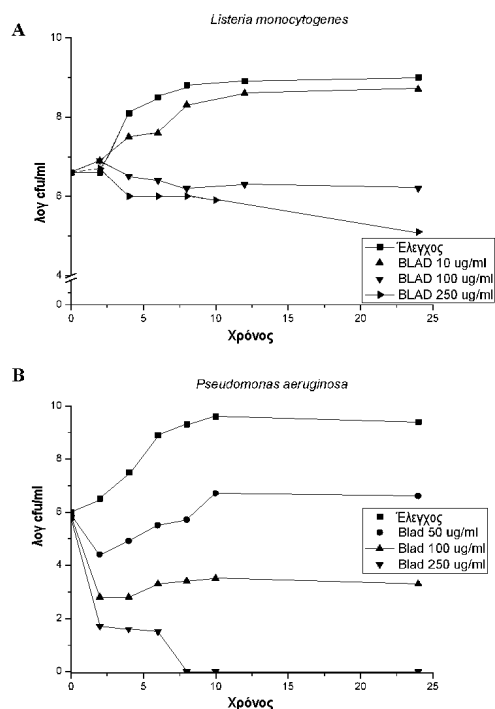 A
Listeria monocytogenes
10
8
6
4
0
λογ cfu/ml
0 5 10 15 20 25
Χρόνος
Έλεγχος
BLAD 10 ug/ml
BLAD 100 ug/ml
BLAD 250 ug/ml
B
Pseudomonas aeruginosa
10
8
6
4
2
0
λογ cfu/ml
0 5 10 15 20 25
Χρόνος
Έλεγχος
Blad 50 ug/ml
Blad 100 ug/ml
Blad 250 ug/ml